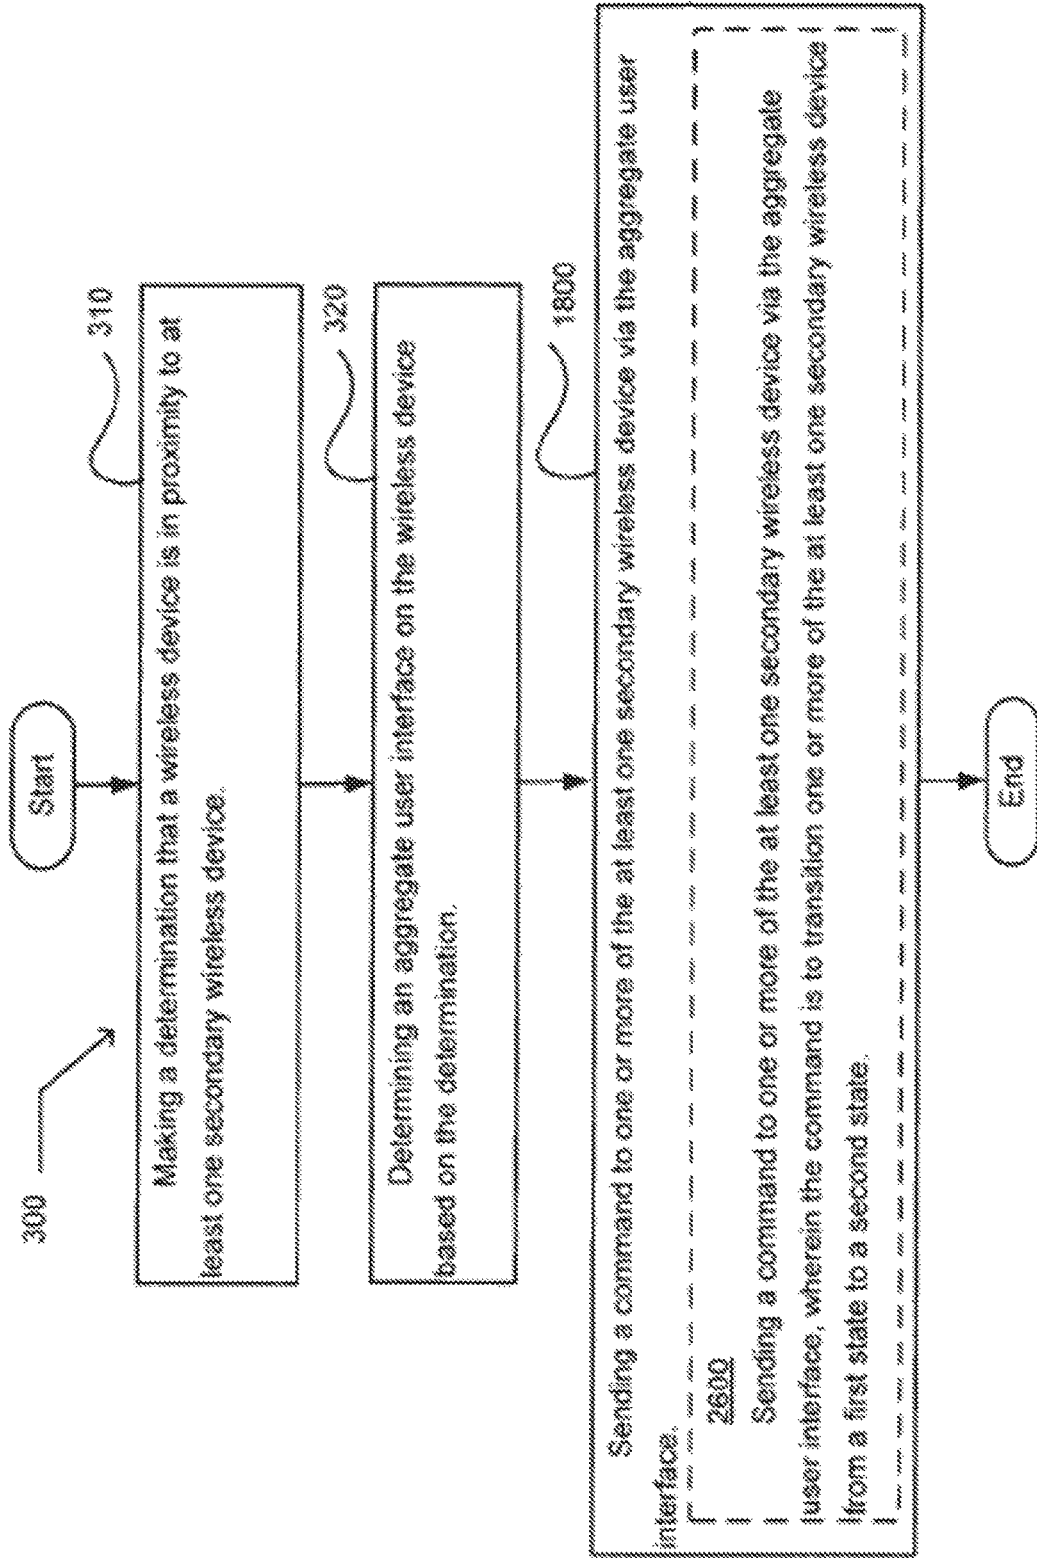 300
Start
310
Making a determination that a wireless device is in proximity to at
least one secondary wireless device.
320
Determining an aggregate user interface on the wireless device
based on the determination.
1800
Sending a command to one or more of the at least one secondary wireless device via the aggregate user
interface.
2600
Sending a command to one or more of the at least one secondary wireless device via the aggregate
user interface, wherein the command is to transition one or more of the at least one secondary wireless device
from a first state to a second state.
End